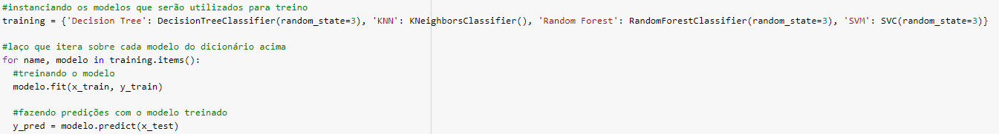 #instanciando os modelos que serão utilizados para treino
training = {'Decision Tree': DecisionTreeClassifier(random_state=3), 'KNN': KNeighborsClassifier(), 'Random Forest': RandomForestClassifier(random_state=3), 'SVM': SVC(random_state=3)}
#laço que itera sobre cada modelo do dicionário acima
for name, modelo in training.items():
  #treinando o modelo
  modelo.fit(x_train, y_train)
  #fazendo predições com o modelo treinado
  y_pred = modelo.predict(x_test)